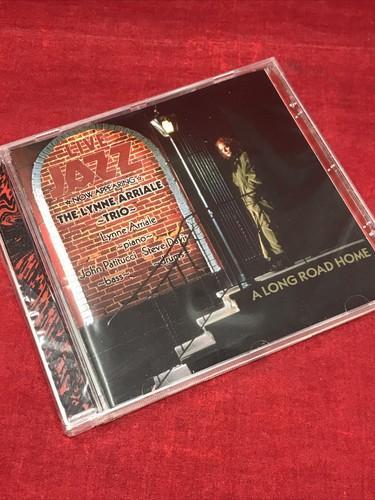 LIVE
JAZZ
NOW APPEARING
THE LYNNE ARRIALE
TRIO
Lynne Arriale
piano
John Patitucci, Steve Davis
bass drums
A LONG ROAD HOME